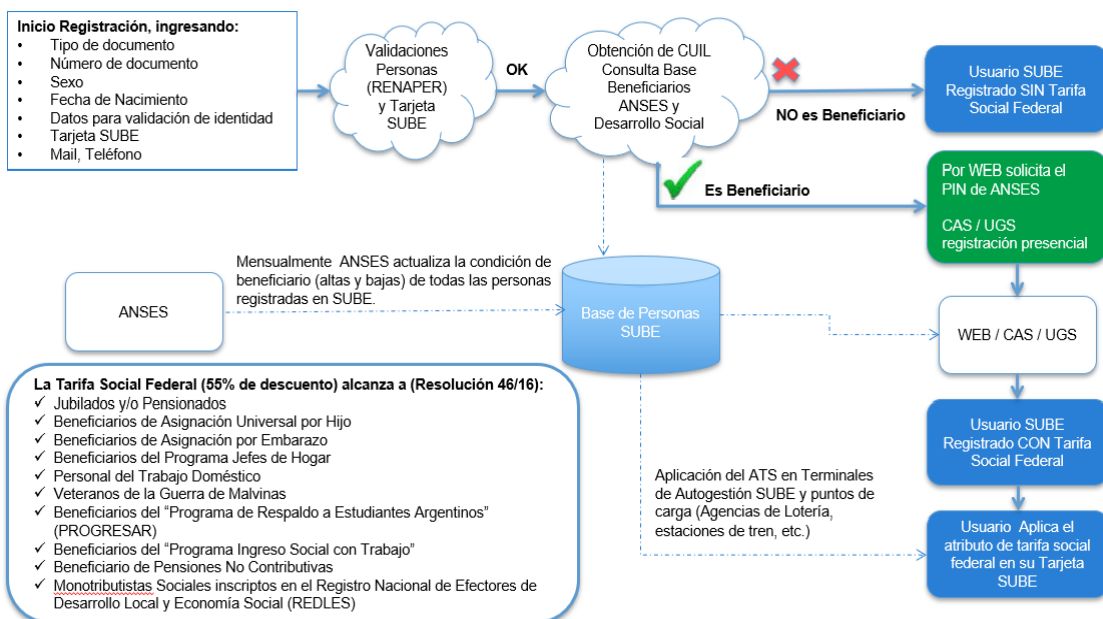 Inicio Registración, ingresando:
• Tipo de documento
• Número de documento
• Sexo
• Fecha de Nacimiento
• Datos para validación de identidad
• Tarjeta SUBE
• Mail, Teléfono
Validaciones
Personas
(RENAPER)
y Tarjeta
SUBE
OK
Obtención de CUIL
Consulta Base
Beneficiarios
ANSES y
Desarrollo Social
NO es Beneficiario
Usuario SUBE
Registrado SIN Tarifa
Social Federal
Es Beneficiario
Por WEB solicita el
PIN de ANSES
CAS / UGS
registración presencial
ANSES
Mensualmente ANSES actualiza la condición de
beneficiario (altas y bajas) de todas las personas
registradas en SUBE.
Base de Personas
SUBE
WEB / CAS / UGS
La Tarifa Social Federal (55% de descuento) alcanza a (Resolución 46/16):
✓ Jubilados y/o Pensionados
✓ Beneficiarios de Asignación Universal por Hijo
✓ Beneficiarios de Asignación por Embarazo
✓ Beneficiarios del Programa Jefes de Hogar
✓ Personal del Trabajo Doméstico
✓ Veteranos de la Guerra de Malvinas
✓ Beneficiarios del “Programa de Respaldo a Estudiantes Argentinos”
(PROGRESAR)
✓ Beneficiarios del “Programa Ingreso Social con Trabajo”
✓ Beneficiario de Pensiones No Contributivas
✓ Monotributistas Sociales inscriptos en el Registro Nacional de Efectores de
Desarrollo Local y Economía Social (REDLES)
Aplicación del ATS en Terminales
de Autogestión SUBE y puntos de
carga (Agencias de Lotería,
estaciones de tren, etc.)
Usuario SUBE
Registrado CON Tarifa
Social Federal
Usuario Aplica el
atributo de tarifa social
federal en su Tarjeta
SUBE